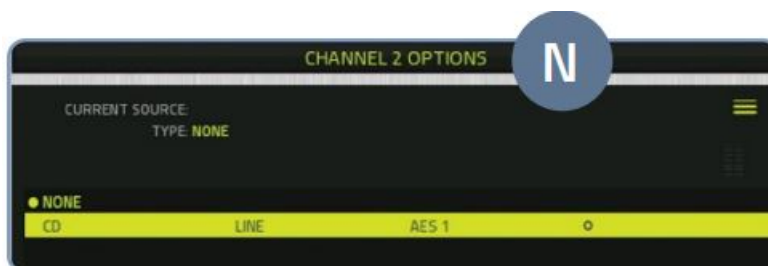 CHANNEL 2 OPTIONS
N
CURRENT SOURCE:
TYPE: NONE
NONE
CD LINE AES 1